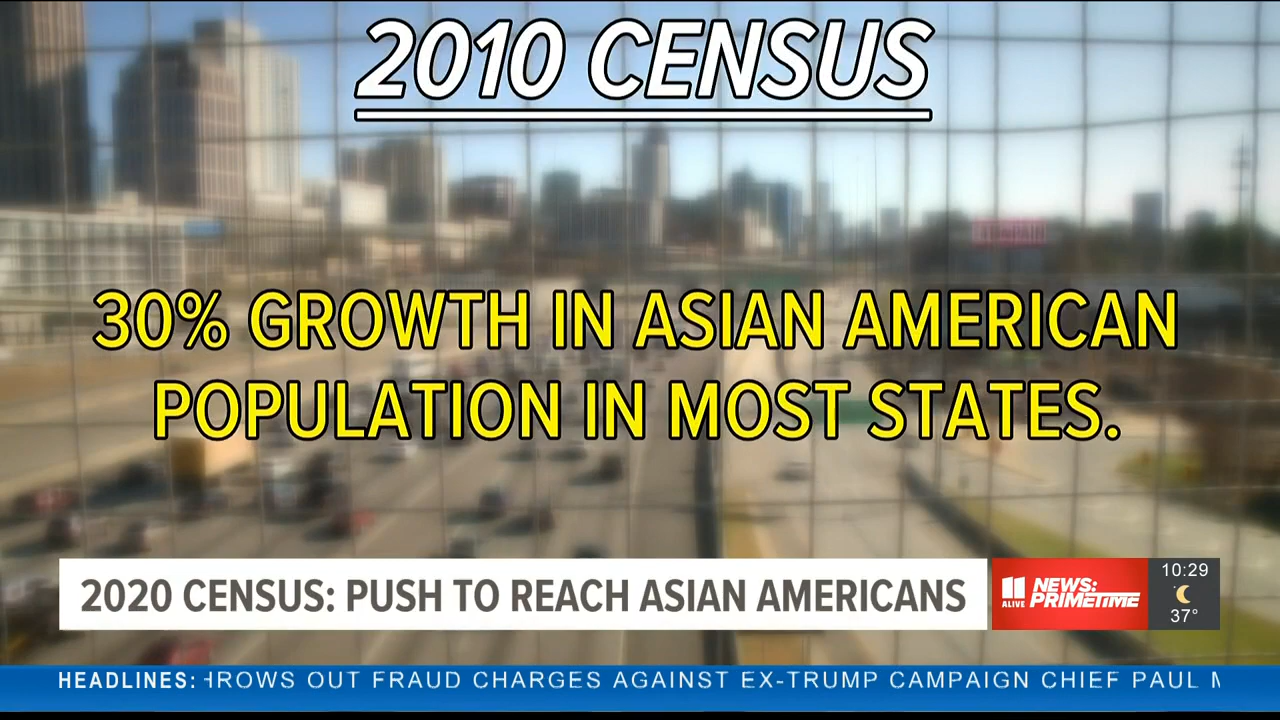 2010 CENSUS
30% GROWTH IN ASIAN AMERICAN
POPULATION IN MOST STATES.
2020 CENSUS: PUSH TO REACH ASIAN AMERICANS
11 ALIVE NEWS: PRIMETIME
10:29
37°
HEADLINES: OUT FRAUD CHARGES AGAINST EX-TRUMP CAMPAIGN CHIEF PAUL